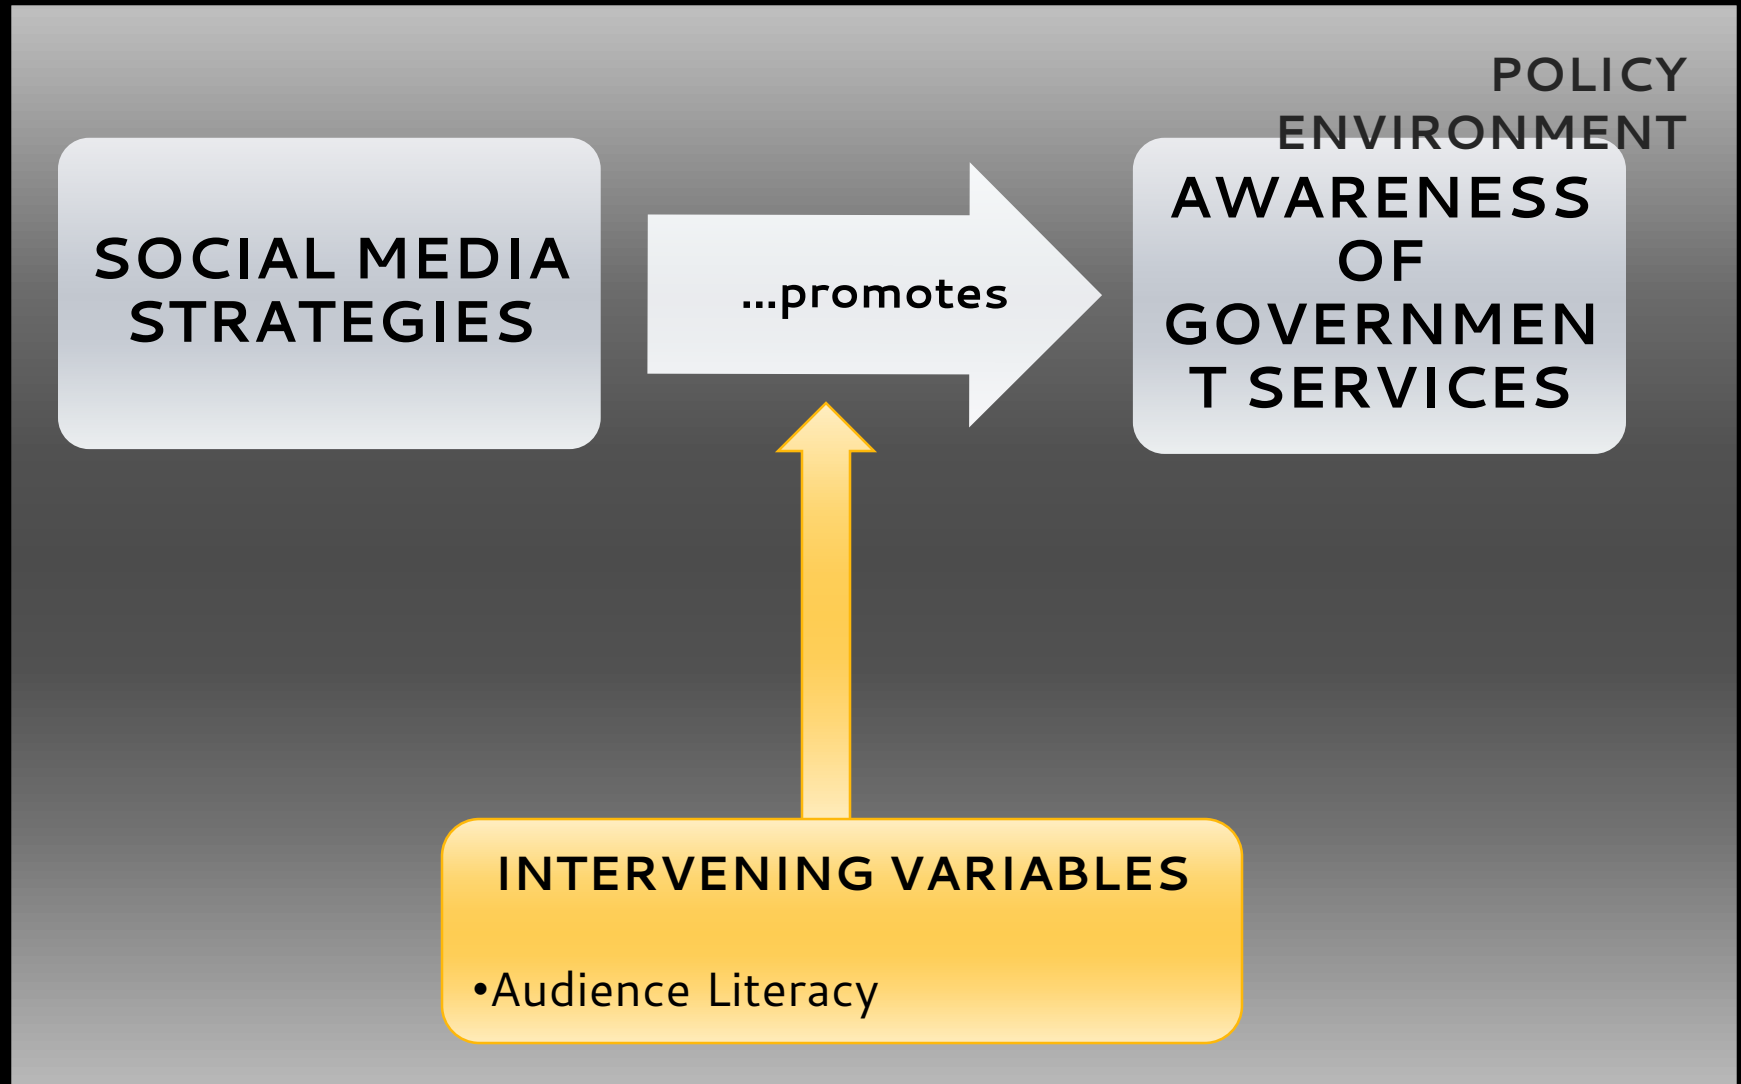 POLICY
ENVIRONMENT
SOCIAL MEDIA
STRATEGIES
...promotes
AWARENESS
OF
GOVERNMEN
T SERVICES
INTERVENING VARIABLES
•Audience Literacy